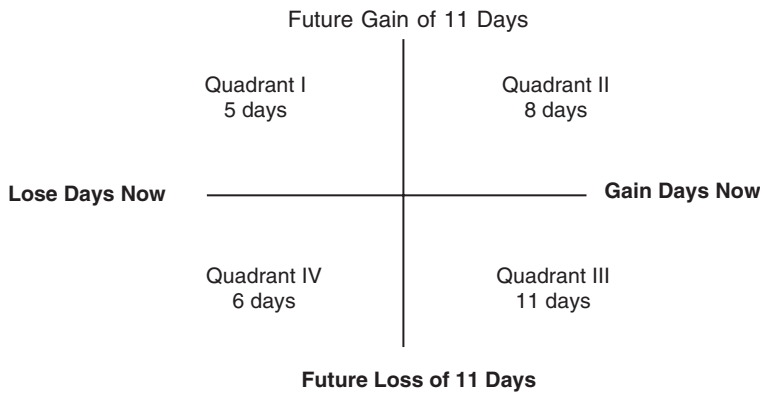 Future Gain of 11 Days
Quadrant I
5 days
Quadrant II
8 days
Lose Days Now
Gain Days Now
Quadrant IV
6 days
Quadrant III
11 days
Future Loss of 11 Days